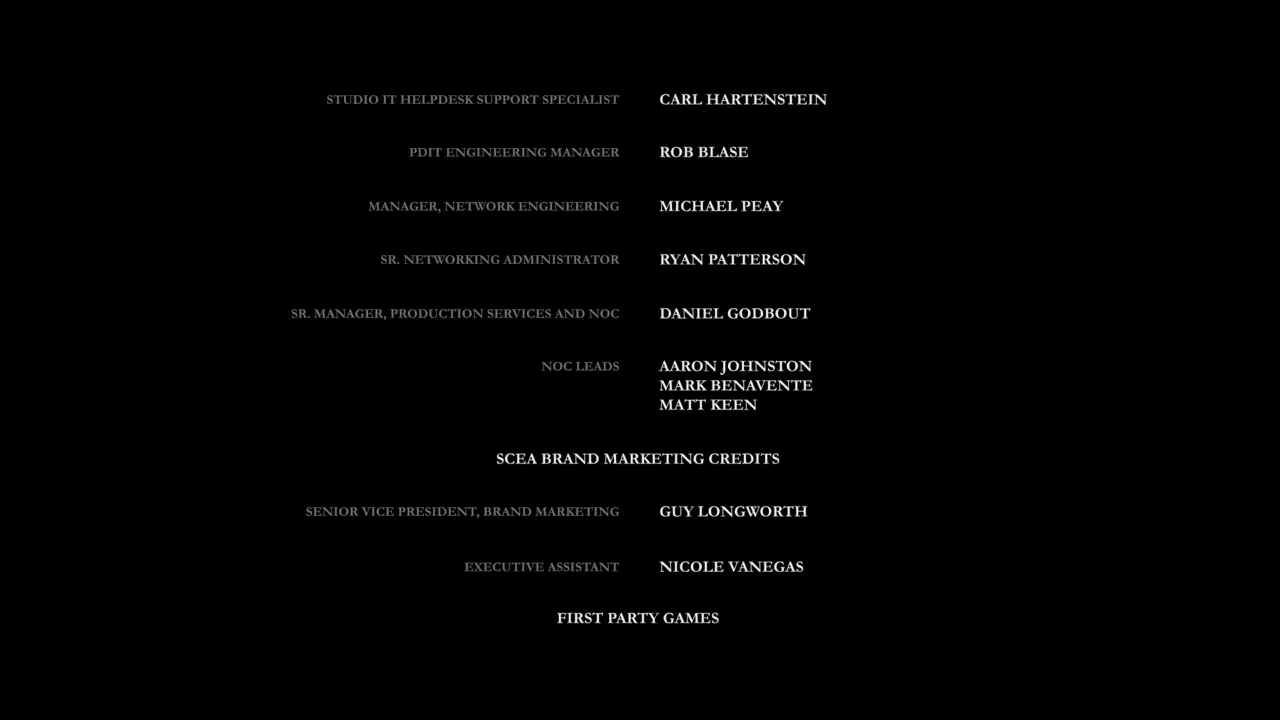 STUDIO IT HELPDESK SUPPORT SPECIALIST CARL HARTENSTEIN
PDIT ENGINEERING MANAGER ROB BLASE
MANAGER, NETWORK ENGINEERING MICHAEL PEAY
SR. NETWORKING ADMINISTRATOR RYAN PATTERSON
SR. MANAGER, PRODUCTION SERVICES AND NOC DANIEL GODBOUT
NOC LEADS AARON JOHNSTON
MARK BENAVENTE
MATT KEEN
SCEA BRAND MARKETING CREDITS
SENIOR VICE PRESIDENT, BRAND MARKETING GUY LONGWORTH
EXECUTIVE ASSISTANT NICOLE VANEGAS
FIRST PARTY GAMES